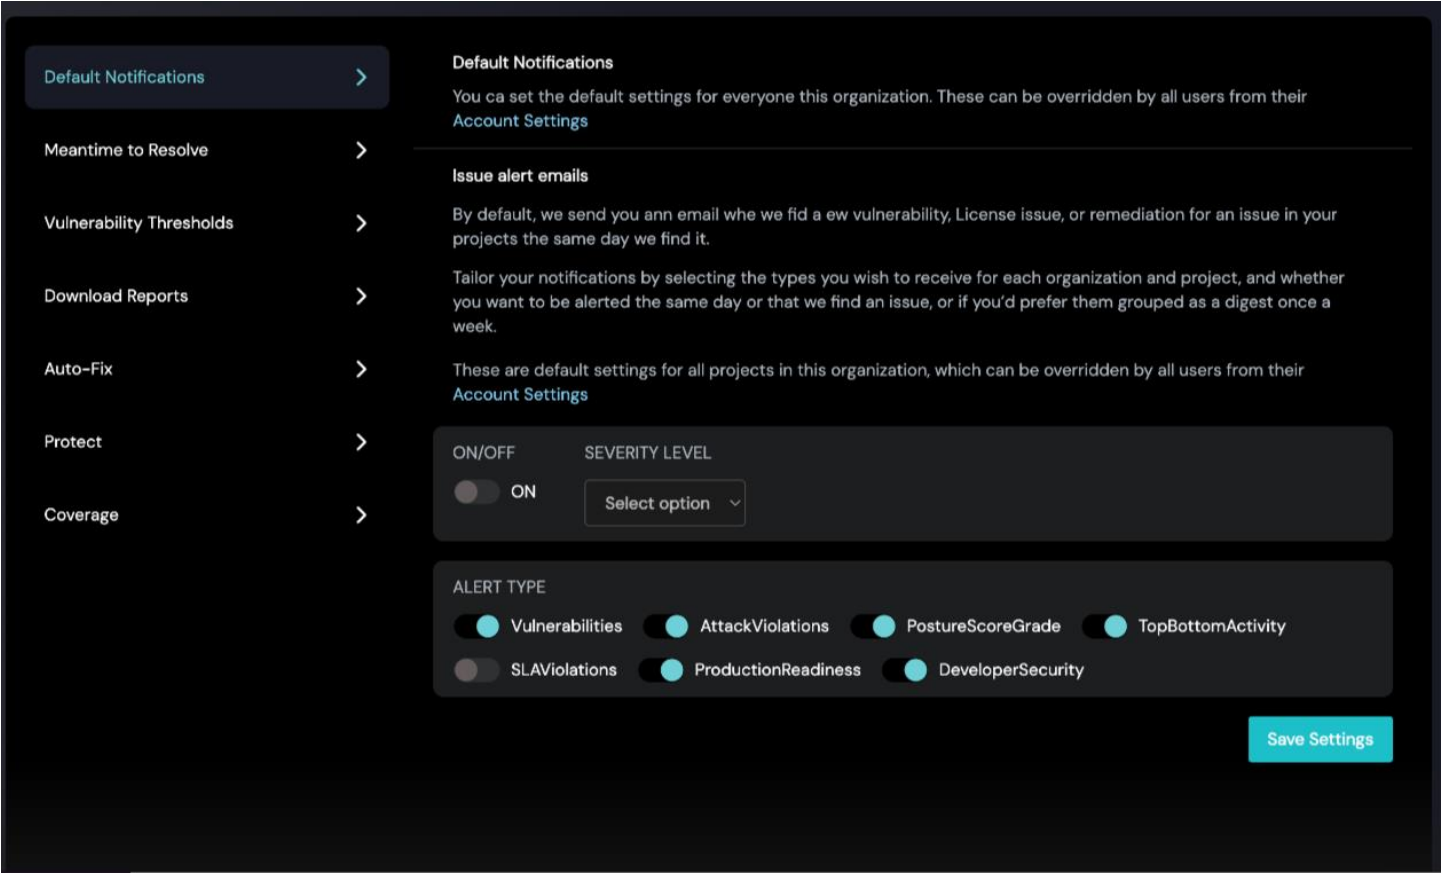 Default Notifications
Meantime to Resolve
Vulnerability Thresholds
Download Reports
Auto-Fix
Protect
Coverage
Default Notifications
You ca set the default settings for everyone this organization. These can be overridden by all users from their
Account Settings
Issue alert emails
By default, we send you ann email whe we fid a ew vulnerability, License issue, or remediation for an issue in your
projects the same day we find it.
Tailor your notifications by selecting the types you wish to receive for each organization and project, and whether
you want to be alerted the same day or that we find an issue, or if you'd prefer them grouped as a digest once a
week.
These are default settings for all projects in this organization, which can be overridden by all users from their
Account Settings
ON/OFF SEVERITY LEVEL
ON Select option
ALERT TYPE
Vulnerabilities AttackViolations PostureScoreGrade TopBottomActivity
SLAViolations ProductionReadiness DeveloperSecurity
Save Settings